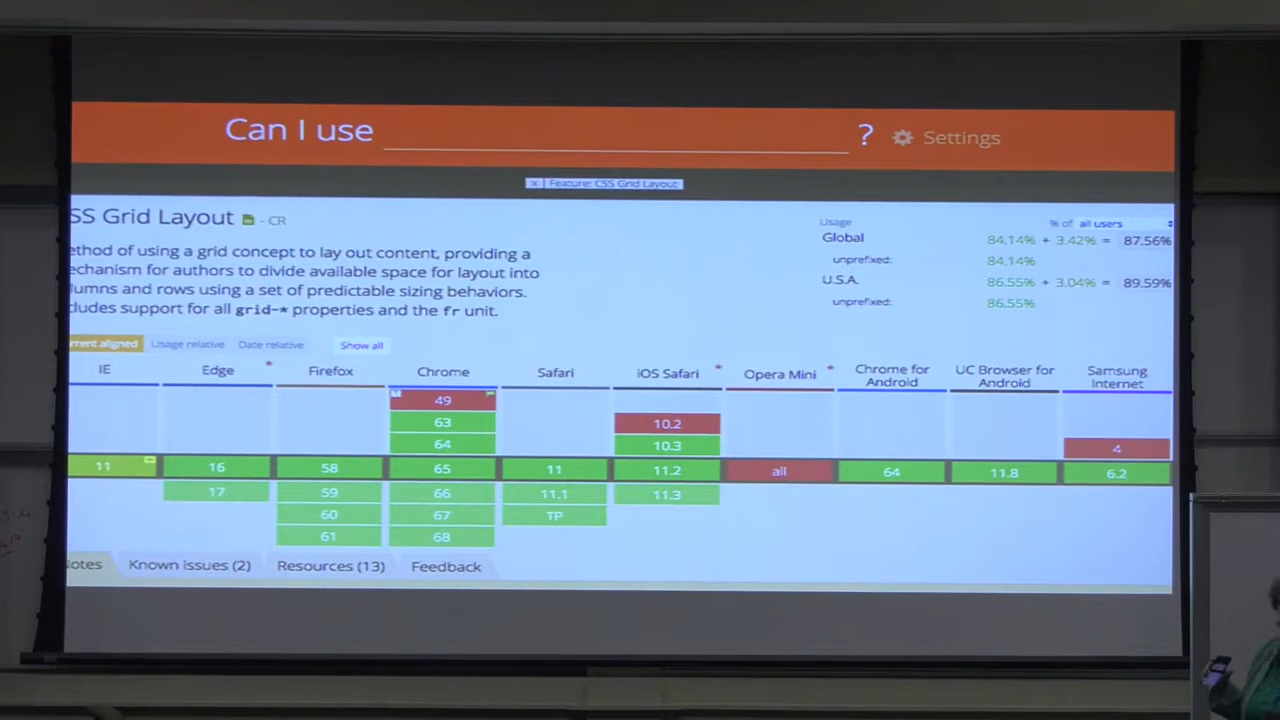 Can I use ? Settings
x Feature: CSS Grid Layout
SS Grid Layout - CR
ethod of using a grid concept to lay out content, providing a
echanism for authors to divide available space for layout into
lumns and rows using a set of predictable sizing behaviors.
cludes support for all grid-* properties and the fr unit.
Usage % of all users
Global 84.14% + 3.42% = 87.56%
unprefixed: 84.14%
U.S.A. 86.55% + 3.04% = 89.59%
unprefixed: 86.55%
rrent aligned Usage relative Date relative Show all
IE Edge * Firefox Chrome Safari iOS Safari * Opera Mini * Chrome for Android UC Browser for Android Samsung Internet
49
63 10.2
64 10.3 4
11 16 58 65 11 11.2 all 64 11.8 6.2
17 59 66 11.1 11.3
60 67 TP
61 68
otes Known issues (2) Resources (13) Feedback